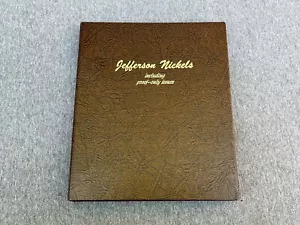 Jefferson Nickels
including
proof-only issues